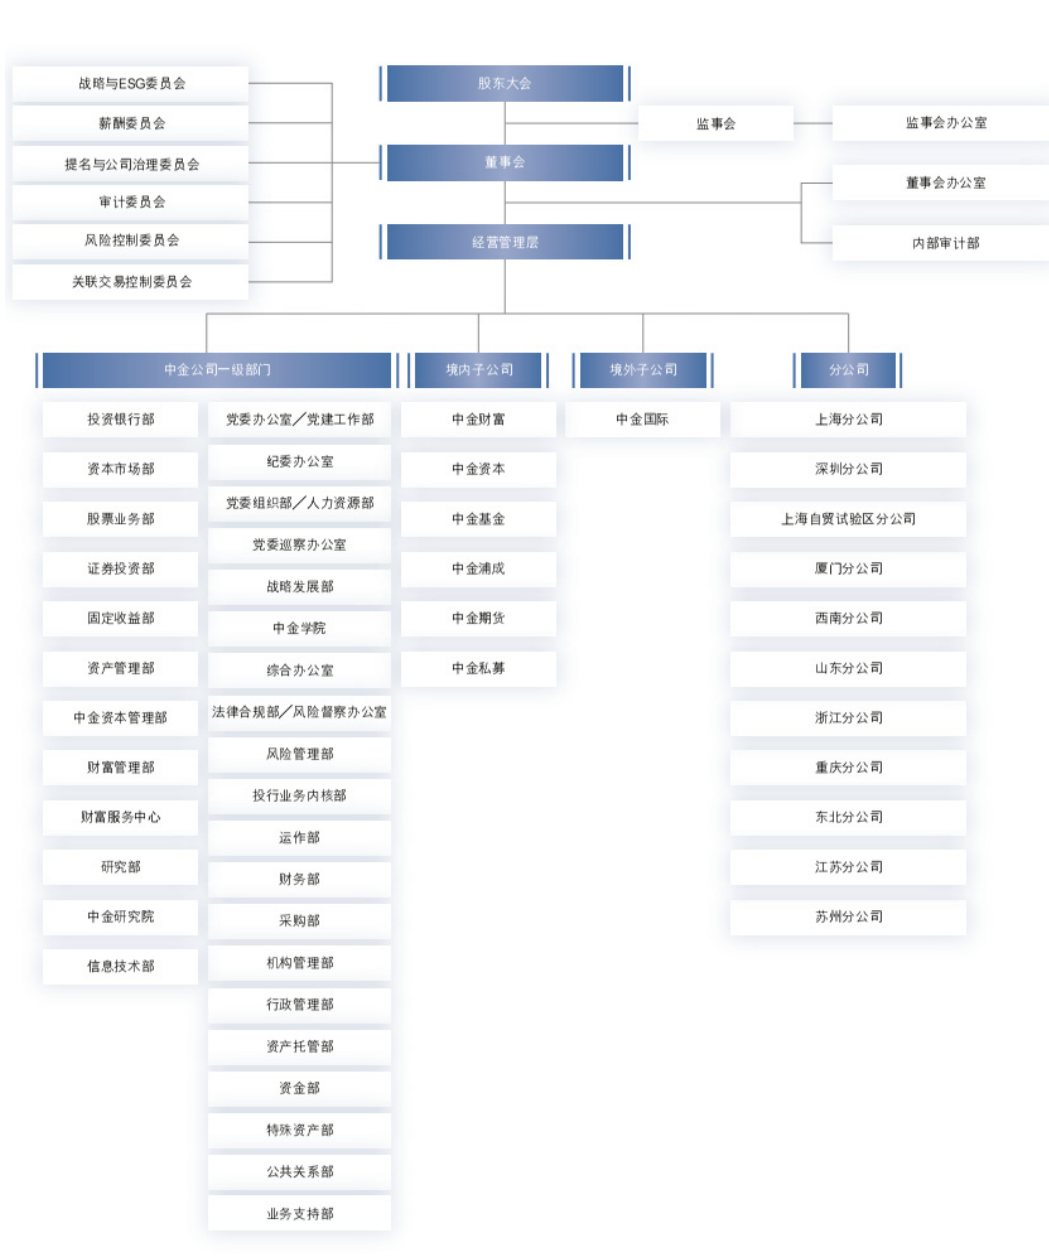 战略与ESG委员会
薪酬委员会
提名与公司治理委员会
审计委员会
风险控制委员会
关联交易控制委员会
股东大会
监事会
监事会办公室
董事会
董事会办公室
内部审计部
经营管理层
中金公司一级部门
境内子公司
境外子公司
分公司
投资银行部
资本市场部
股票业务部
证券投资部
固定收益部
资产管理部
中金资本管理部
财富管理部
财富服务中心
研究部
中金研究院
信息技术部
党委办公室／党建工作部
纪委办公室
党委组织部／人力资源部
党委巡察办公室
战略发展部
中金学院
综合办公室
法律合规部／风险督察办公室
风险管理部
投行业务内核部
运作部
财务部
采购部
机构管理部
行政管理部
资产托管部
资金部
特殊资产部
公共关系部
业务支持部
中金财富
中金资本
中金基金
中金浦成
中金期货
中金私募
中金国际
上海分公司
深圳分公司
上海自贸试验区分公司
厦门分公司
西南分公司
山东分公司
浙江分公司
重庆分公司
东北分公司
江苏分公司
苏州分公司